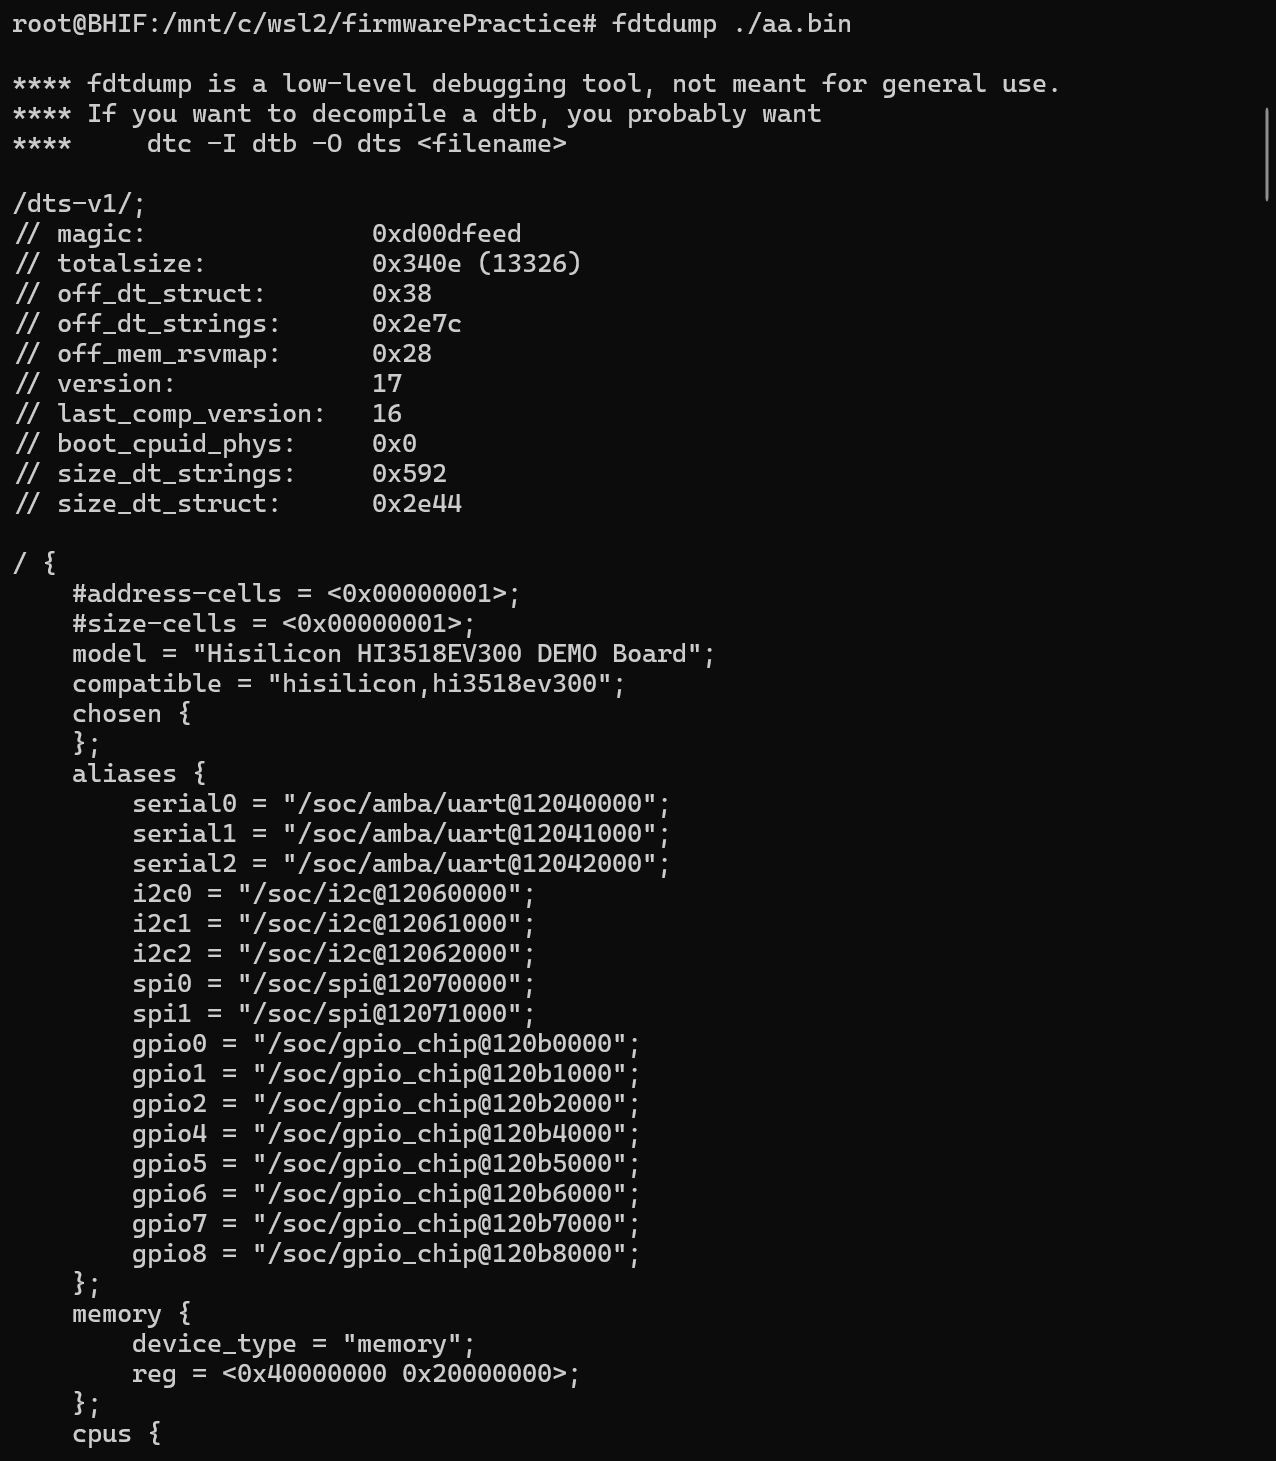 root@BHIF:/mnt/c/wsl2/firmwarePractice# fdtdump ./aa.bin

**** fdtdump is a low-level debugging tool, not meant for general use.
**** If you want to decompile a dtb, you probably want
****     dtc -I dtb -O dts <filename>

/dts-v1/;
// magic:               0xd00dfeed
// totalsize:           0x340e (13326)
// off_dt_struct:       0x38
// off_dt_strings:      0x2e7c
// off_mem_rsvmap:      0x28
// version:             17
// last_comp_version:   16
// boot_cpuid_phys:     0x0
// size_dt_strings:     0x592
// size_dt_struct:      0x2e44

/ {
    #address-cells = <0x00000001>;
    #size-cells = <0x00000001>;
    model = "Hisilicon HI3518EV300 DEMO Board";
    compatible = "hisilicon,hi3518ev300";
    chosen {
    };
    aliases {
        serial0 = "/soc/amba/uart@12040000";
        serial1 = "/soc/amba/uart@12041000";
        serial2 = "/soc/amba/uart@12042000";
        i2c0 = "/soc/i2c@12060000";
        i2c1 = "/soc/i2c@12061000";
        i2c2 = "/soc/i2c@12062000";
        spi0 = "/soc/spi@12070000";
        spi1 = "/soc/spi@12071000";
        gpio0 = "/soc/gpio_chip@120b0000";
        gpio1 = "/soc/gpio_chip@120b1000";
        gpio2 = "/soc/gpio_chip@120b2000";
        gpio4 = "/soc/gpio_chip@120b4000";
        gpio5 = "/soc/gpio_chip@120b5000";
        gpio6 = "/soc/gpio_chip@120b6000";
        gpio7 = "/soc/gpio_chip@120b7000";
        gpio8 = "/soc/gpio_chip@120b8000";
    };
    memory {
        device_type = "memory";
        reg = <0x40000000 0x20000000>;
    };
    cpus {